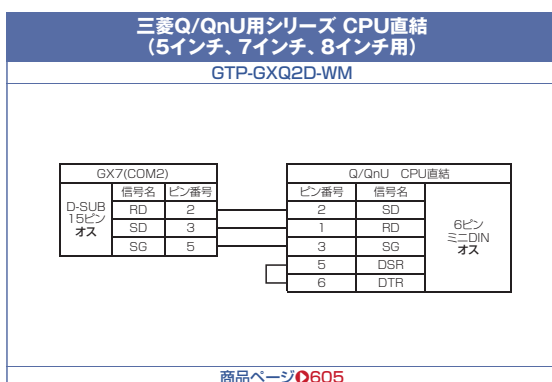 三菱Q/QnU用シリーズ CPU直結
（5インチ、7インチ、8インチ用）
GTP-GXQ2D-WM
GX7(COM2)
信号名 ピン番号
D-SUB
15ピン
オス
RD 2
SD 3
SG 5
Q/QnU CPU直結
ピン番号 信号名
2 SD
1 RD
3 SG
5 DSR
6 DTR
6ピン
ミニDIN
オス
商品ページ605